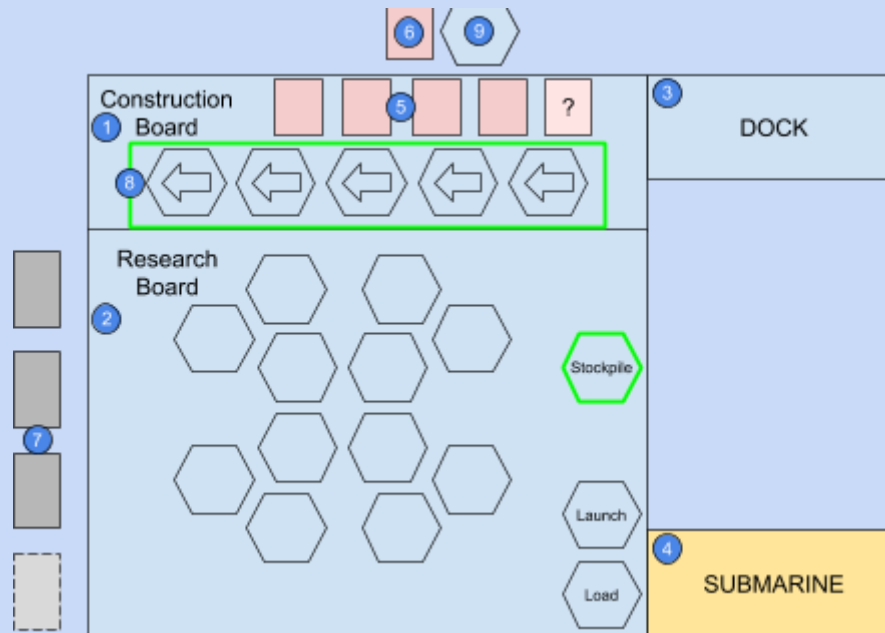 6
9
Construction
Board
1
5
?
3
DOCK
8
Research
Board
2
Stockpile
7
Launch
4
SUBMARINE
Load